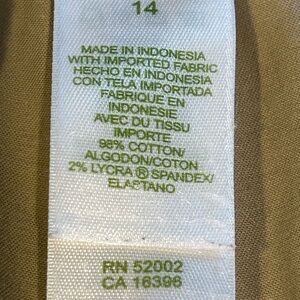 14
MADE IN INDONESIA
WITH IMPORTED FABRIC
HECHO EN INDONESIA
CON TELA IMPORTADA
FABRIQUE EN
INDONESIE
AVEC DU TISSU
IMPORTE
98% COTTON/
ALGODON/COTON
2% LYCRA ® SPANDEX/
ELASTANO
RN 52002
CA 16396